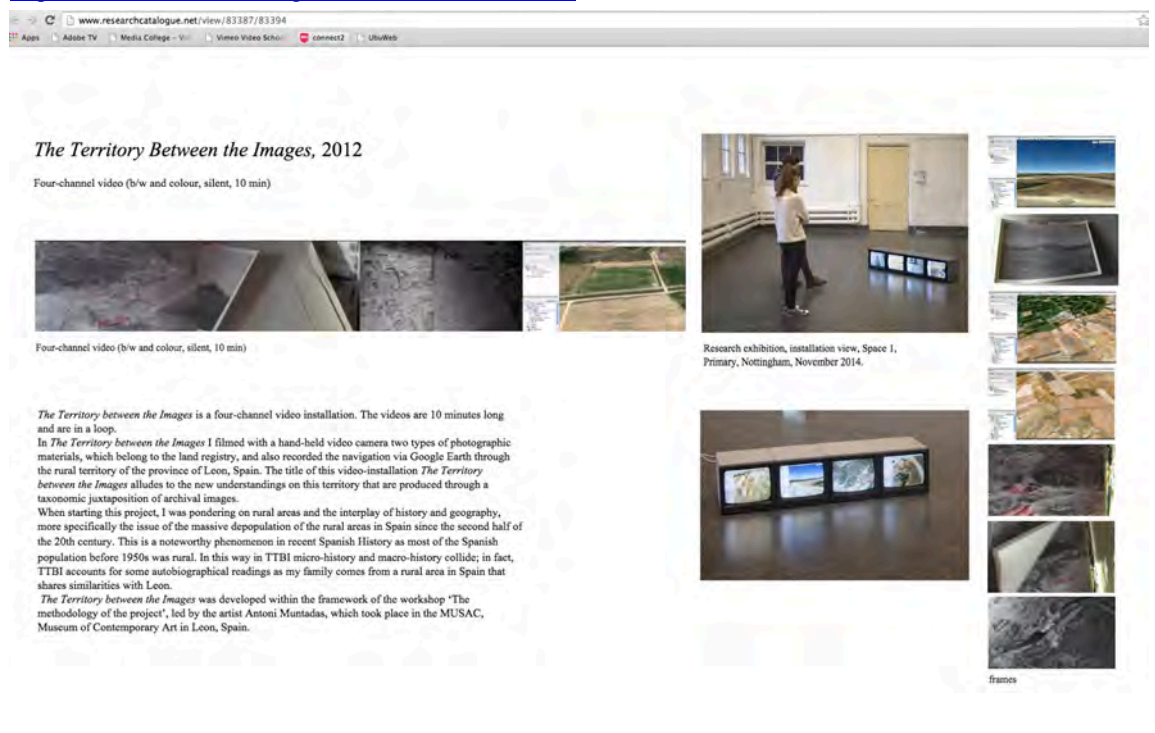 www.researchcatalogue.net/view/83387/83394
Apps Adobe TV Media College – Vi Vimeo Video Schoo connect2 UbuWeb
The Territory Between the Images, 2012
Four-channel video (b/w and colour, silent, 10 min)
Four-channel video (b/w and colour, silent, 10 min)
The Territory between the Images is a four-channel video installation. The videos are 10 minutes long
and are in a loop.
In The Territory between the Images I filmed with a hand-held video camera two types of photographic
materials, which belong to the land registry, and also recorded the navigation via Google Earth through
the rural territory of the province of Leon, Spain. The title of this video-installation The Territory
between the Images alludes to the new understandings on this territory that are produced through a
taxonomic juxtaposition of archival images.
When starting this project, I was pondering on rural areas and the interplay of history and geography,
more specifically the issue of the massive depopulation of the rural areas in Spain since the second half of
the 20th century. This is a noteworthy phenomenon in recent Spanish History as most of the Spanish
population before 1950s was rural. In this way in TTBI micro-history and macro-history collide; in fact,
TTBI accounts for some autobiographical readings as my family comes from a rural area in Spain that
shares similarities with Leon.
The Territory between the Images was developed within the framework of the workshop ‘The
methodology of the project’, led by the artist Antoni Muntadas, which took place in the MUSAC,
Museum of Contemporary Art in Leon, Spain.
Research exhibition, installation view, Space 1,
Primary, Nottingham, November 2014.
frames